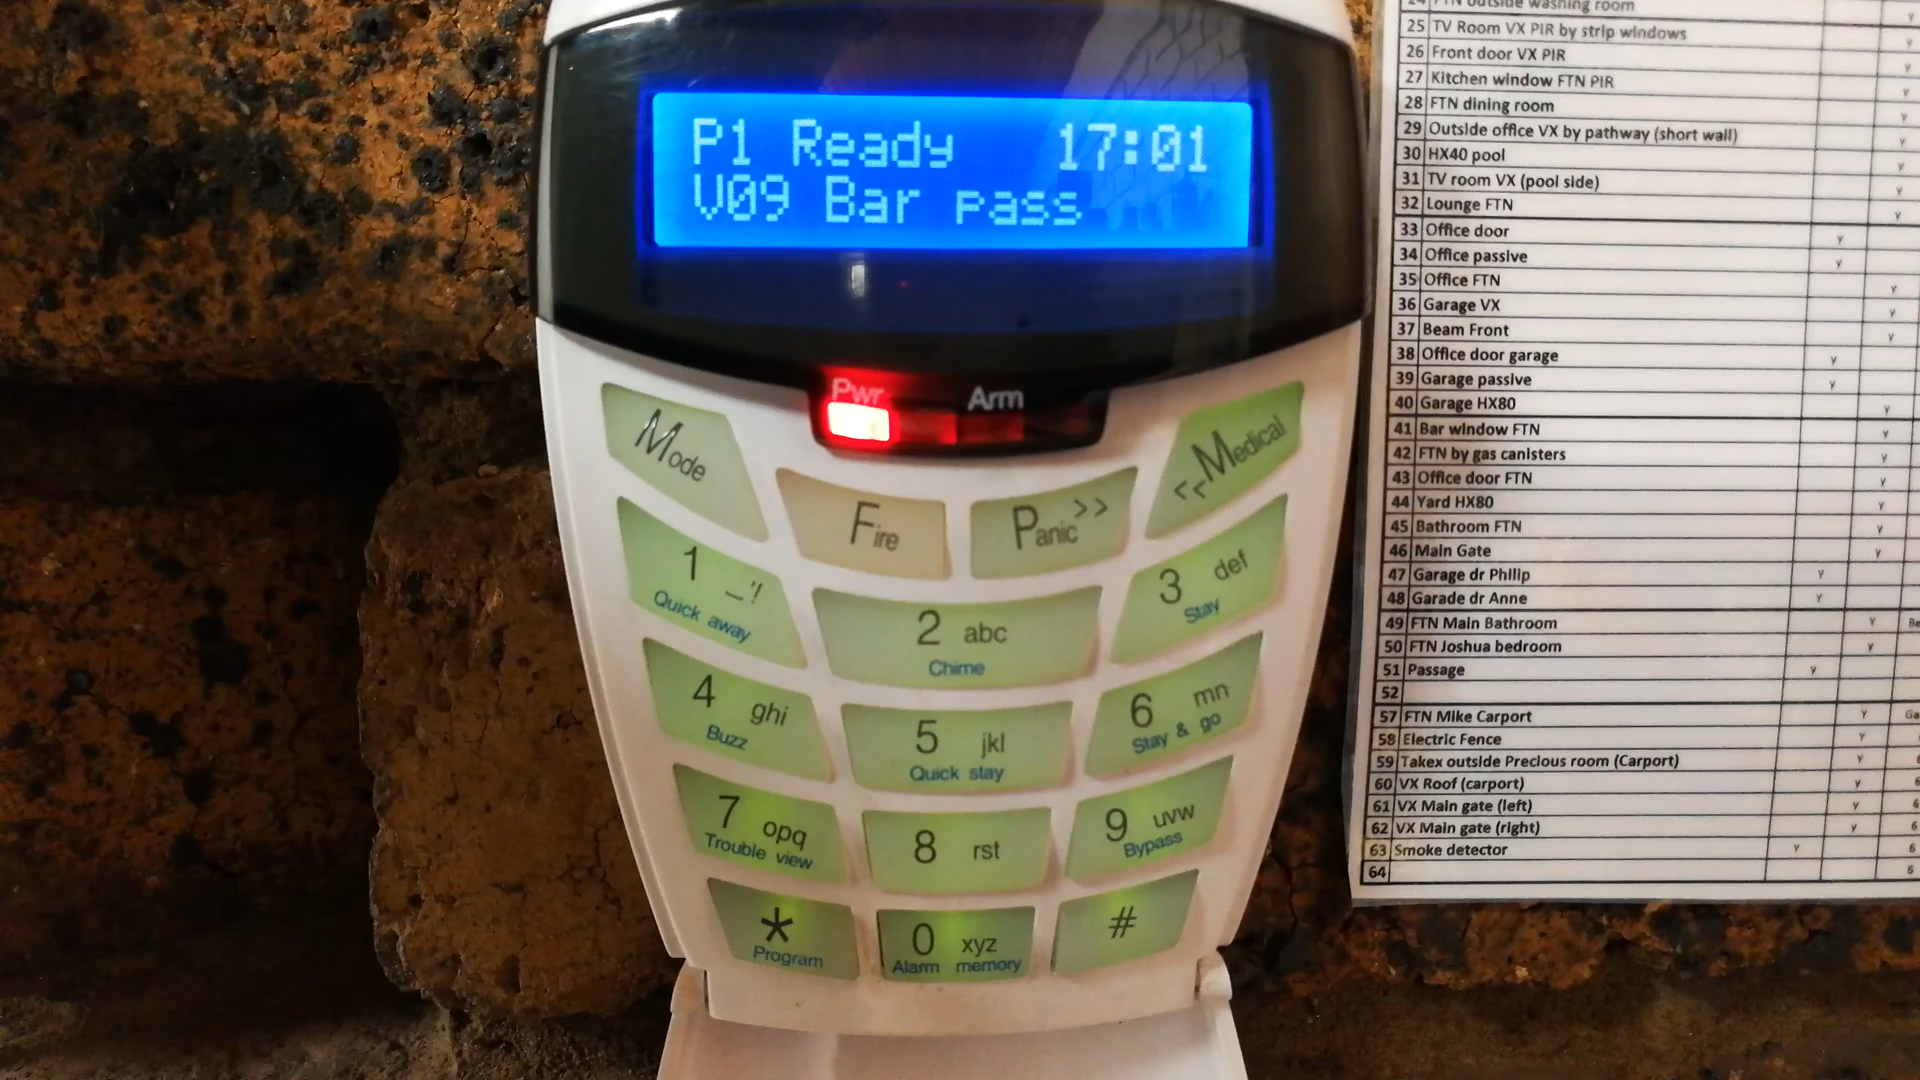 P1 Ready 17:01
V09 Bar pass
Pwr Arm
Mode
Fire
Panic >>
<<Medical
1 _'!
Quick away
2 abc
Chime
3 def
Stay
4 ghi
Buzz
5 jkl
Quick stay
6 mn
Stay & go
7 opq
Trouble view
8 rst
9 uvw
Bypass
*
Program
0 xyz
Alarm memory
#
24 FTN outside washing room y
25 TV Room VX PIR by strip windows y
26 Front door VX PIR y
27 Kitchen window FTN PIR y
28 FTN dining room y
29 Outside office VX by pathway (short wall) y
30 HX40 pool y
31 TV room VX (pool side) y
32 Lounge FTN y
33 Office door y
34 Office passive y
35 Office FTN y
36 Garage VX y
37 Beam Front y
38 Office door garage y
39 Garage passive y
40 Garage HX80 y
41 Bar window FTN y
42 FTN by gas canisters y
43 Office door FTN y
44 Yard HX80 y
45 Bathroom FTN y
46 Main Gate y
47 Garage dr Philip y
48 Garade dr Anne y
49 FTN Main Bathroom y
50 FTN Joshua bedroom y
51 Passage y
52
57 FTN Mike Carport Y
58 Electric Fence Y
59 Takex outside Precious room (Carport) Y
60 VX Roof (carport) y
61 VX Main gate (left) y
62 VX Main gate (right) y
63 Smoke detector Y
64